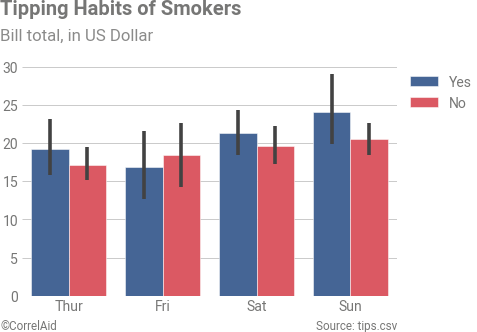 Tipping Habits of Smokers
Bill total, in US Dollar
30
25
20
15
10
5
0
Yes
No
Thur
Fri
Sat
Sun
©CorrelAid
Source: tips.csv